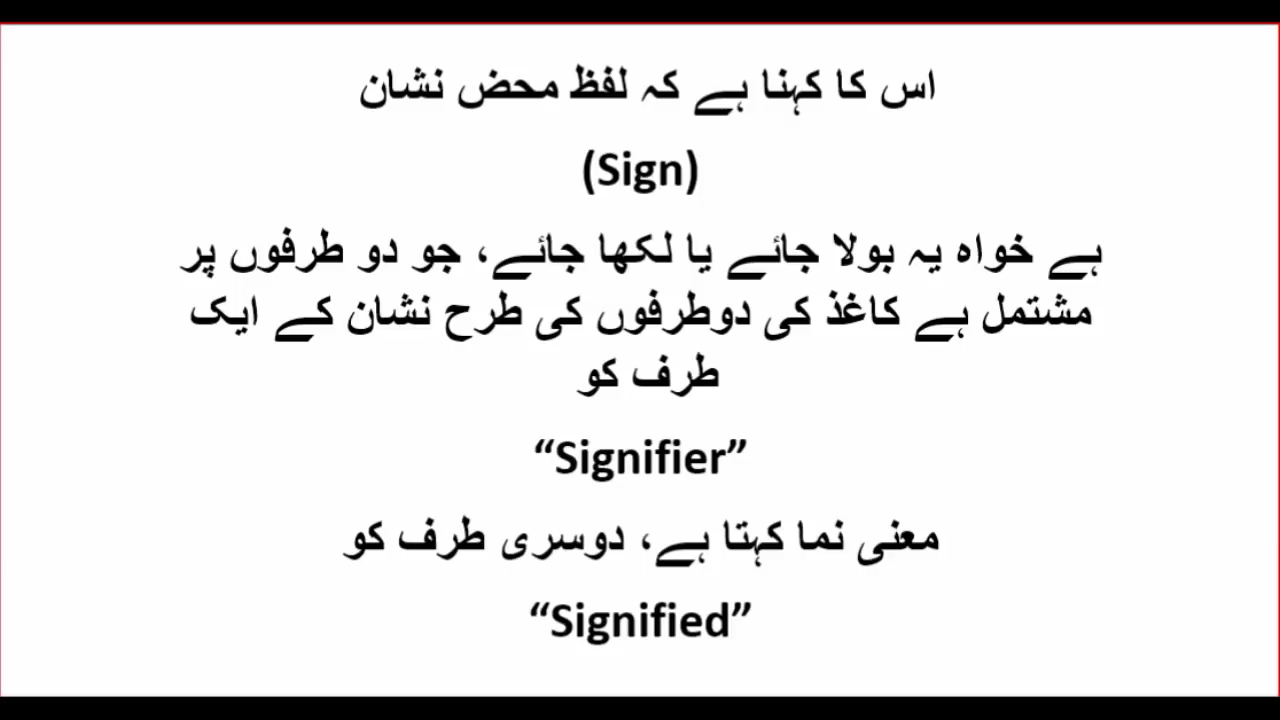 اس کا کہنا ہے کہ لفظ محض نشان
(Sign)
ہے خواہ یہ بولا جائے یا لکھا جائے، جو دو طرفوں پر
مشتمل ہے کاغذ کی دوطرفوں کی طرح نشان کے ایک
طرف کو
“Signifier”
معنی نما کہتا ہے، دوسری طرف کو
“Signified”